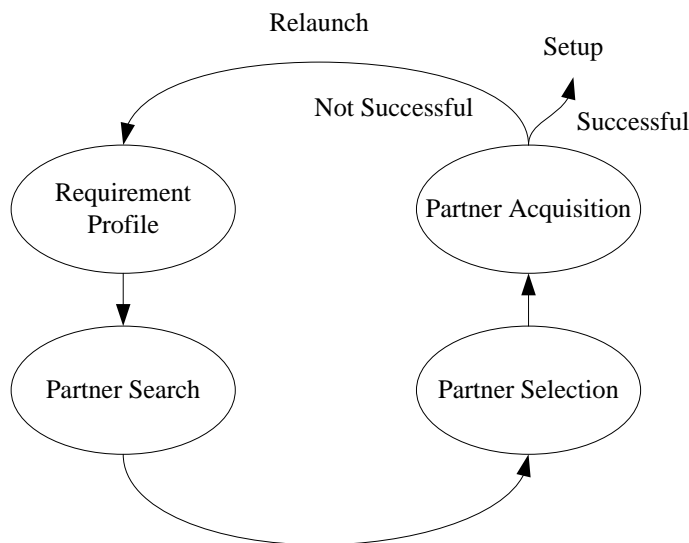 Relaunch
Setup
Not Successful
Successful
Requirement
Profile
Partner Acquisition
Partner Search
Partner Selection